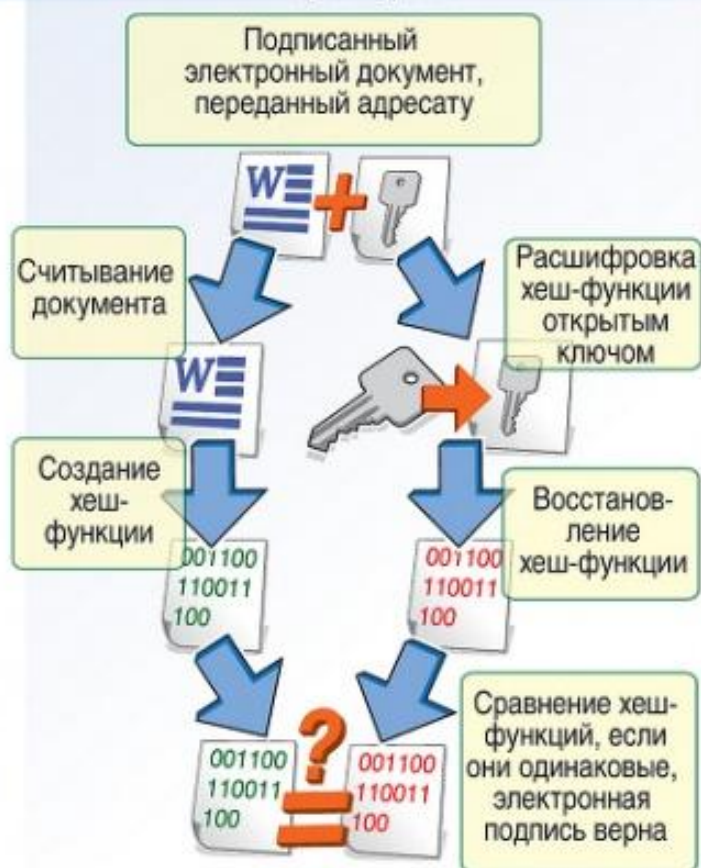 Подписанный
электронный документ,
переданный адресату
W
Считывание
документа
Расшифровка
хеш-функции
открытым
ключом
W
Создание
хеш-
функции
Восстанов-
ление
хеш-функции
001100
110011
100
001100
110011
100
Сравнение хеш-
функций, если
они одинаковые,
электронная
подпись верна
001100
110011
100
?
=
001100
110011
100